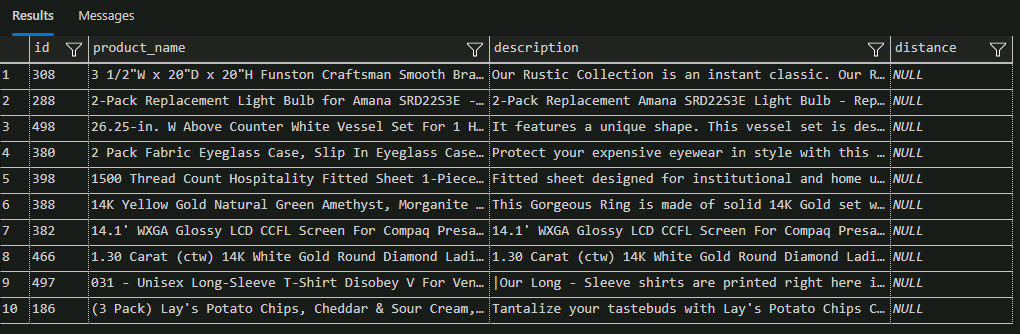 Results Messages
id product_name description distance
1 308 3 1/2"W x 20"D x 20"H Funston Craftsman Smooth Bra… Our Rustic Collection is an instant classic. Our R… NULL
2 288 2-Pack Replacement Light Bulb for Amana SRD22S3E -… 2-Pack Replacement Amana SRD22S3E Light Bulb - Rep… NULL
3 498 26.25-in. W Above Counter White Vessel Set For 1 H… It features a unique shape. This vessel set is des… NULL
4 380 2 Pack Fabric Eyeglass Case, Slip In Eyeglass Case… Protect your expensive eyewear in style with this … NULL
5 398 1500 Thread Count Hospitality Fitted Sheet 1-Piece… Fitted sheet designed for institutional and home u… NULL
6 388 14K Yellow Gold Natural Green Amethyst, Morganite … This Gorgeous Ring is made of solid 14K Gold set w… NULL
7 382 14.1' WXGA Glossy LCD CCFL Screen For Compaq Presa… 14.1' WXGA Glossy LCD CCFL Screen For Compaq Presa… NULL
8 466 1.30 Carat (ctw) 14K White Gold Round Diamond Ladi… 1.30 Carat (ctw) 14K White Gold Round Diamond Ladi… NULL
9 497 031 - Unisex Long-Sleeve T-Shirt Disobey V For Ven… |Our Long - Sleeve shirts are printed right here i… NULL
10 186 (3 Pack) Lay's Potato Chips, Cheddar & Sour Cream,… Tantalize your tastebuds with Lay's Potato Chips C… NULL